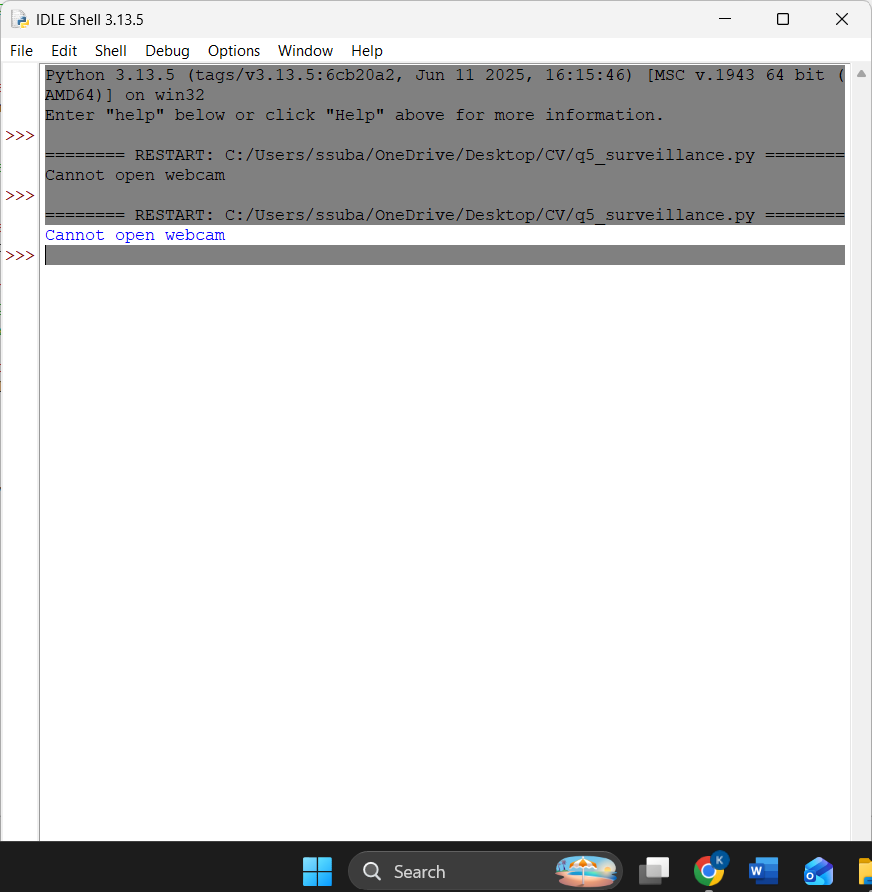 IDLE Shell 3.13.5
File Edit Shell Debug Options Window Help
Python 3.13.5 (tags/v3.13.5:6cb20a2, Jun 11 2025, 16:15:46) [MSC v.1943 64 bit (
AMD64)] on win32
Enter "help" below or click "Help" above for more information.
>>>
======== RESTART: C:/Users/ssuba/OneDrive/Desktop/CV/q5_surveillance.py ========
Cannot open webcam
>>>
======== RESTART: C:/Users/ssuba/OneDrive/Desktop/CV/q5_surveillance.py ========
Cannot open webcam
>>>
Search
K
W